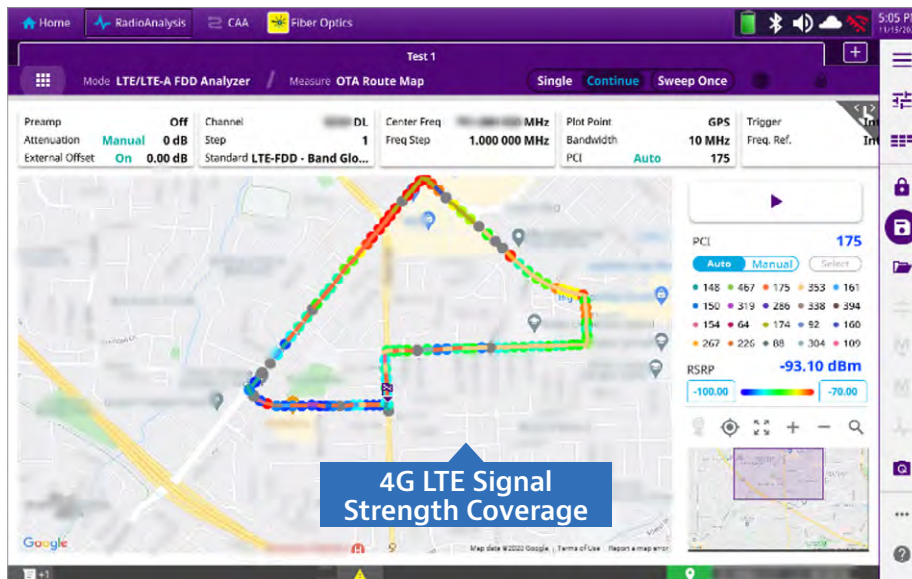 Home RadioAnalysis CAA Fiber Optics 5:05 PM
Test 1
Mode LTE/LTE-A FDD Analyzer Measure OTA Route Map Single Continue Sweep Once
Preamp Off Channel DL Center Freq MHz Plot Point GPS Trigger Int
Attenuation Manual 0 dB Step 1 Freq Step 1.000 000 MHz Bandwidth 10 MHz Freq. Ref. Int
External Offset On 0.00 dB Standard LTE-FDD - Band Glo... PCI Auto 175
PCI 175
Auto Manual Select
148 467 175 353 161
150 319 286 338 394
154 64 174 92 160
267 226 88 304 109
RSRP -93.10 dBm
-100.00 -70.00
4G LTE Signal
Strength Coverage
Google Map data ©2020 Google Terms of Use Report a map error
+1